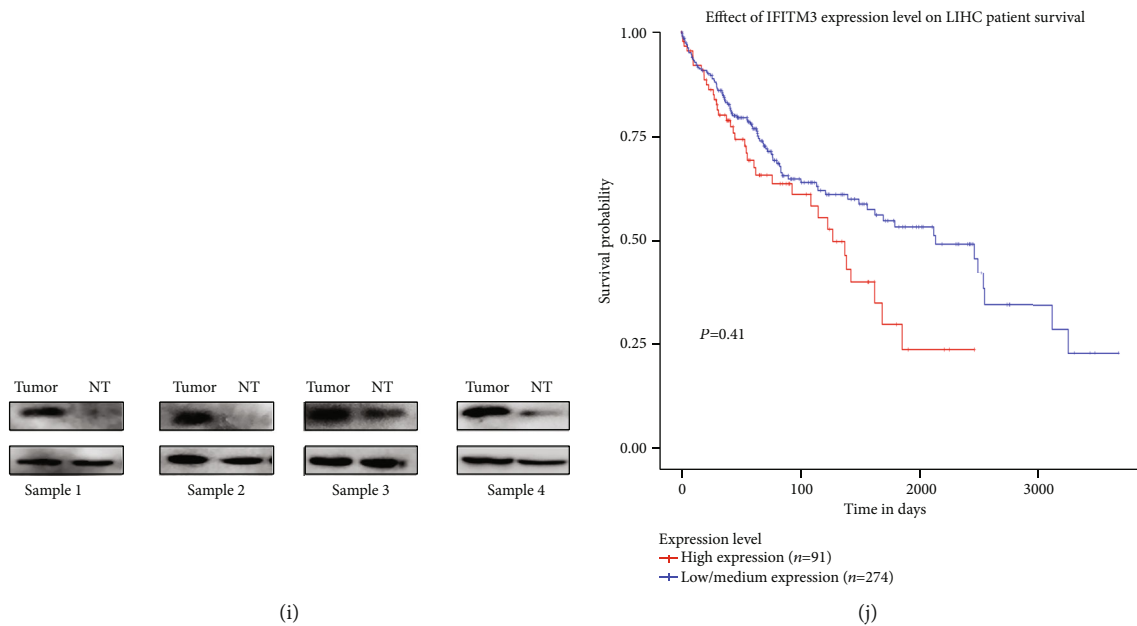 Tumor NT Tumor NT Tumor NT Tumor NT
Sample 1 Sample 2 Sample 3 Sample 4
(i)
Efftect of IFITM3 expression level on LIHC patient survival
1.00
0.75
0.50
0.25
0.00
Survival probability
P=0.41
0 100 2000 3000
Time in days
Expression level
High expression (n=91)
Low/medium expression (n=274)
(j)